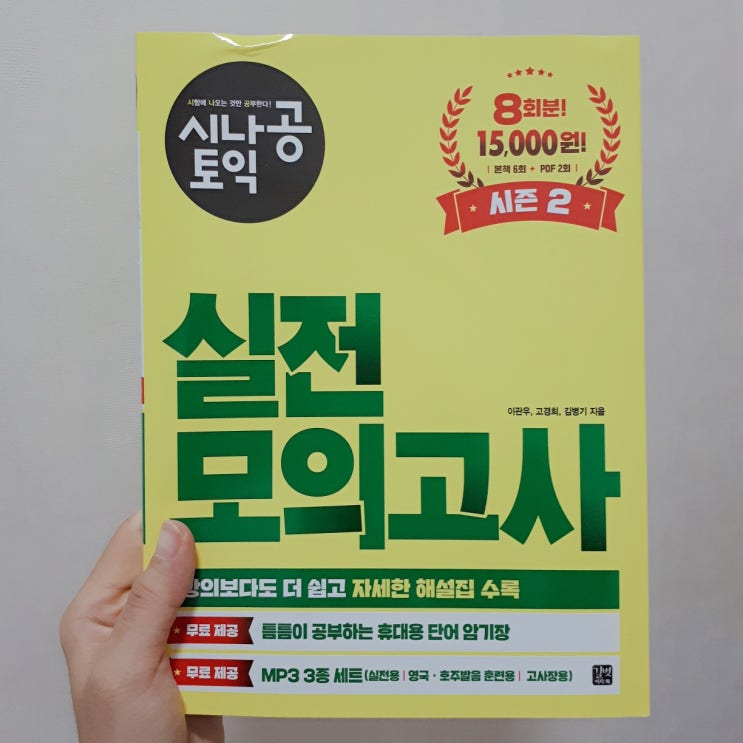 시험에 나오는 것만 공부한다!
시나공
토익
8회분!
15,000원!
| 본책 6회 + PDF 2회 |
시즌 2
실전
이관우, 고경희, 김병기 지음
모의고사
강의보다도 더 쉽고 자세한 해설집 수록
무료 제공 틈틈이 공부하는 휴대용 단어 암기장
무료 제공 MP3 3종 세트(실전용 | 영국·호주발음 훈련용 | 고사장용)
길벗
이지:톡